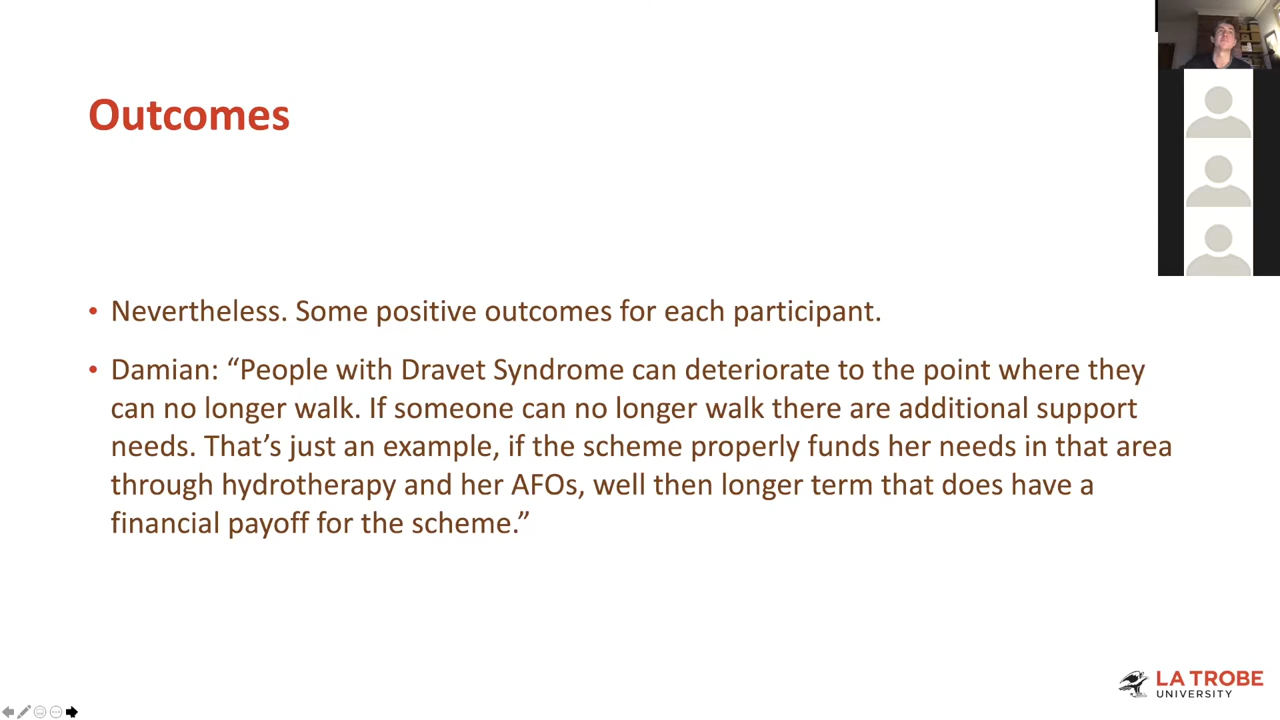 Outcomes
• Nevertheless. Some positive outcomes for each participant.
• Damian: “People with Dravet Syndrome can deteriorate to the point where they
can no longer walk. If someone can no longer walk there are additional support
needs. That’s just an example, if the scheme properly funds her needs in that area
through hydrotherapy and her AFOs, well then longer term that does have a
financial payoff for the scheme.”
LA TROBE
UNIVERSITY